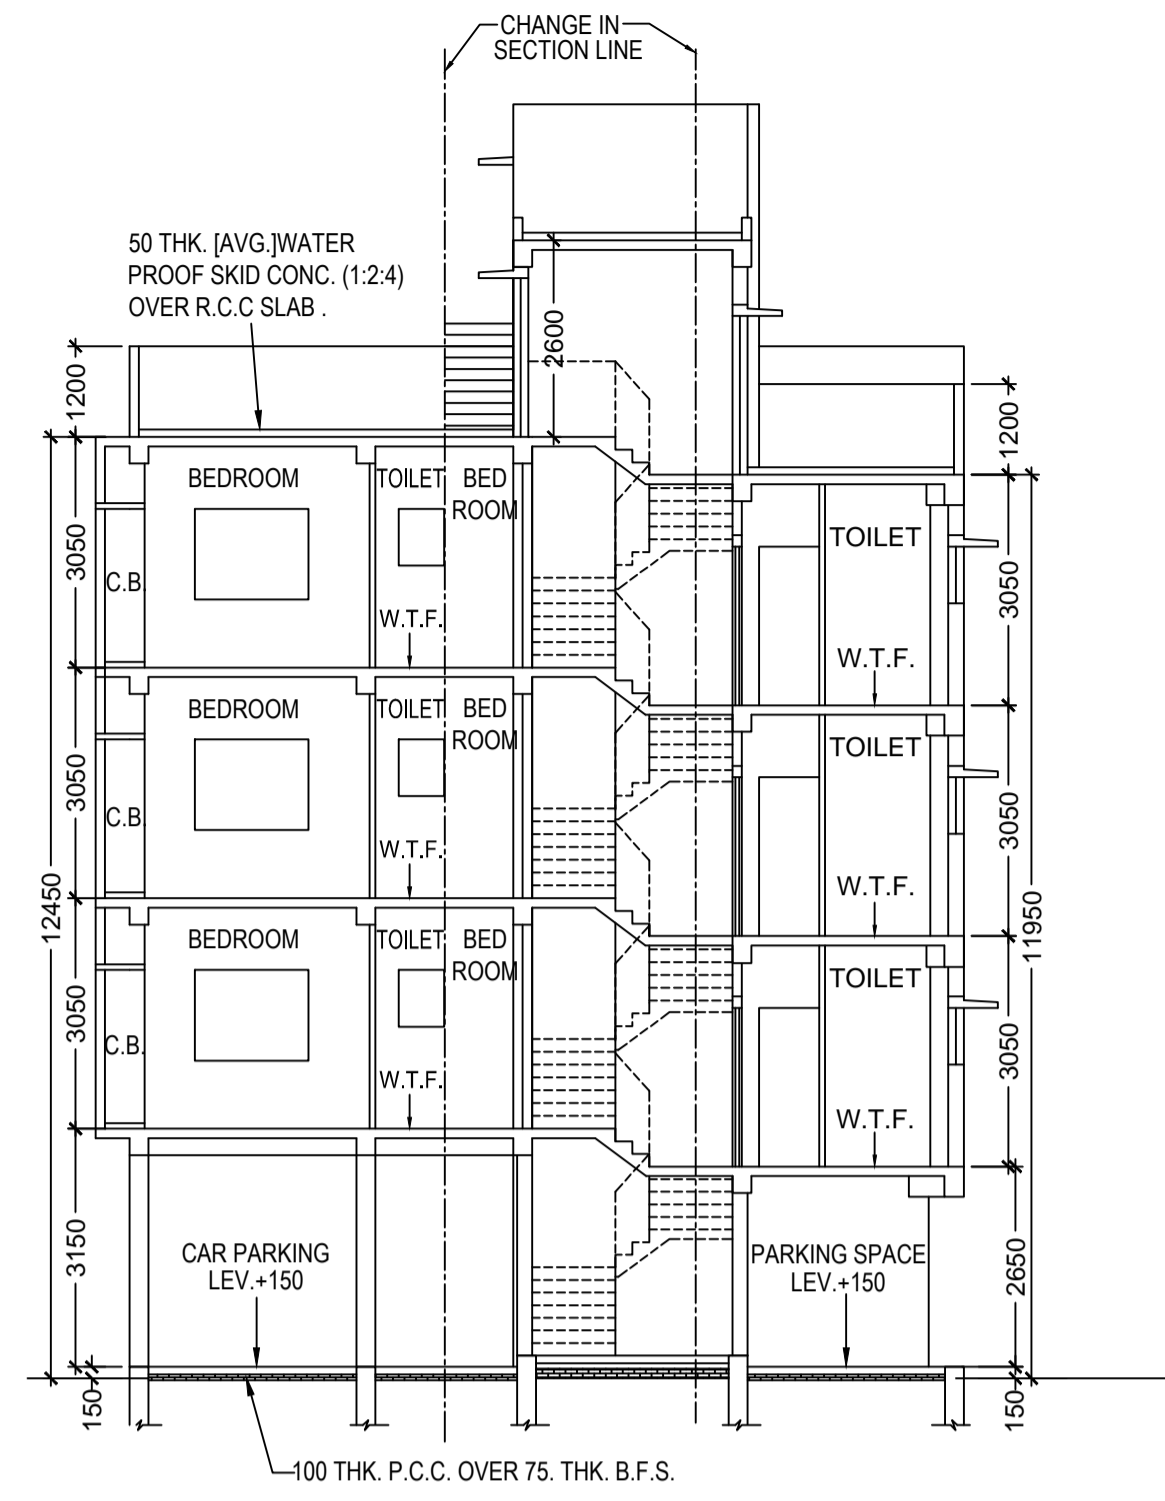 CHANGE IN
SECTION LINE
50 THK. [AVG.]WATER
PROOF SKID CONC. (1:2:4)
OVER R.C.C SLAB .
2600
1200
1200
BEDROOM
TOILET
BED
ROOM
C.B.
W.T.F.
3050
TOILET
W.T.F.
3050
BEDROOM
TOILET
BED
ROOM
C.B.
W.T.F.
3050
TOILET
W.T.F.
3050
12450
11950
BEDROOM
TOILET
BED
ROOM
C.B.
W.T.F.
3050
TOILET
W.T.F.
3050
3150
CAR PARKING
LEV.+150
PARKING SPACE
LEV.+150
2650
150
150
100 THK. P.C.C. OVER 75. THK. B.F.S.